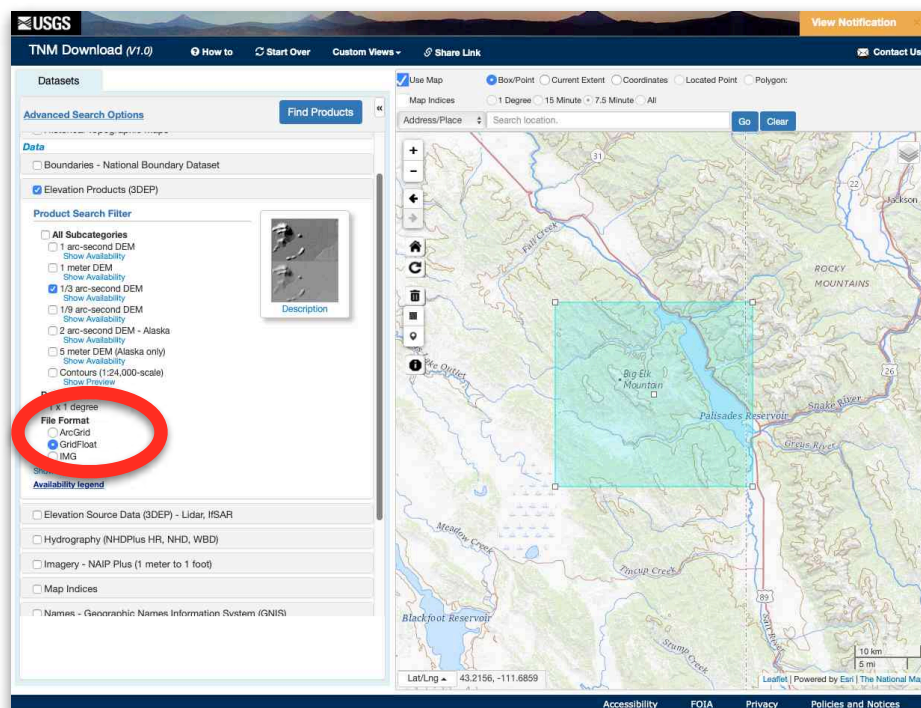 USGS
View Notification
TNM Download (V1.0)
How to
Start Over
Custom Views
Share Link
Contact Us
Datasets
Advanced Search Options
Find Products
«
Historical Topographic Maps
Data
Boundaries - National Boundary Dataset
Elevation Products (3DEP)
Product Search Filter
All Subcategories
1 arc-second DEM
Show Availability
1 meter DEM
Show Availability
1/3 arc-second DEM
Show Availability
1/9 arc-second DEM
Show Availability
2 arc-second DEM - Alaska
Show Availability
5 meter DEM (Alaska only)
Show Availability
Contours (1:24,000-scale)
Show Preview
Description
1 x 1 degree
File Format
ArcGrid
GridFloat
IMG
Availability legend
Elevation Source Data (3DEP) - Lidar, IfSAR
Hydrography (NHDPlus HR, NHD, WBD)
Imagery - NAIP Plus (1 meter to 1 foot)
Map Indices
Names - Geographic Names Information System (GNIS)
Use Map
Box/Point
Current Extent
Coordinates
Located Point
Polygon:
Map Indices
1 Degree
15 Minute
7.5 Minute
All
Address/Place
Search location.
Go
Clear
+
−
31
22
Jackson
Fall Creek
ROCKY
MOUNTAINS
Big Elk
Mountain
26
Palisades Reservoir
Snake River
Greys River
Meadow
Creek
Tincup Creek
89
Salt River
Blackfoot Reservoir
Stump
Creek
10 km
5 mi
Lat/Lng
43.2156, -111.6859
Leaflet | Powered by Esri | The National Ma
Accessibility
FOIA
Privacy
Policies and Notices